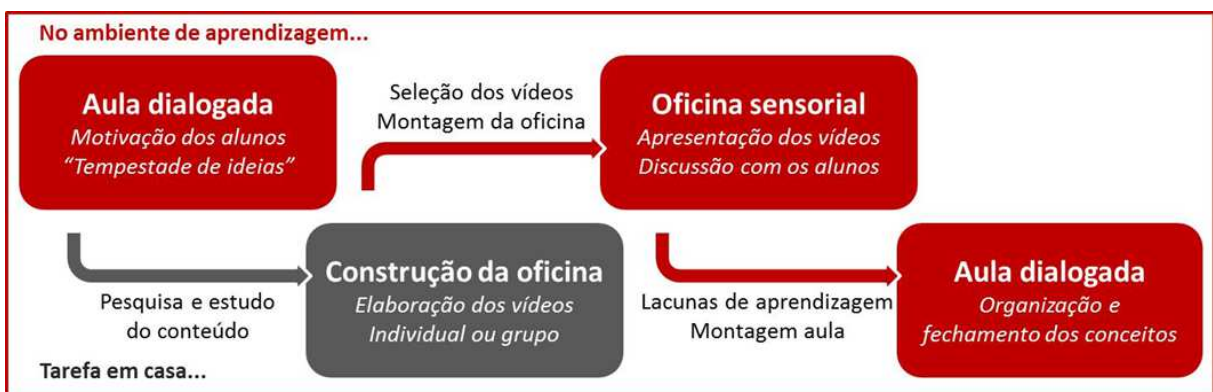 No ambiente de aprendizagem...
Aula dialogada
Motivação dos alunos
“Tempestade de ideias”
Seleção dos vídeos
Montagem da oficina
Oficina sensorial
Apresentação dos vídeos
Discussão com os alunos
Pesquisa e estudo
do conteúdo
Construção da oficina
Elaboração dos vídeos
Individual ou grupo
Lacunas de aprendizagem
Montagem aula
Aula dialogada
Organização e
fechamento dos conceitos
Tarefa em casa...